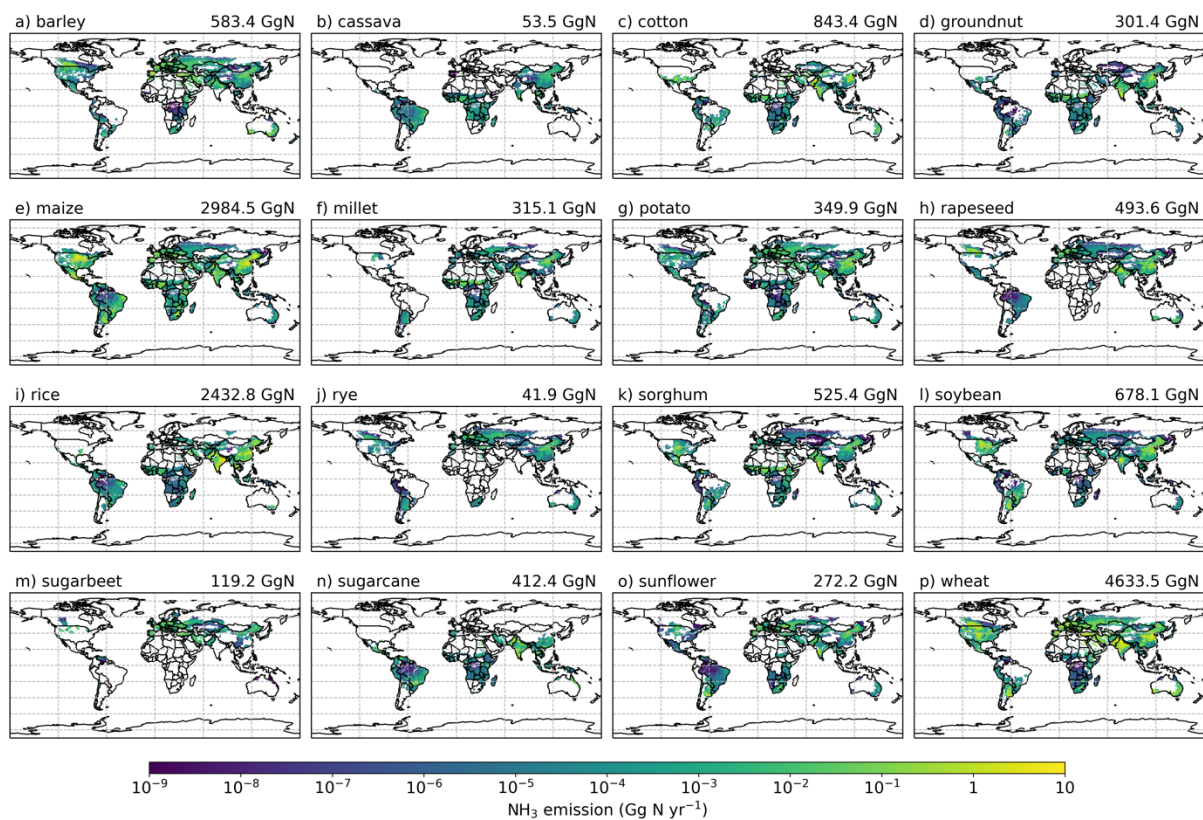 a) barley 583.4 GgN
b) cassava 53.5 GgN
c) cotton 843.4 GgN
d) groundnut 301.4 GgN
e) maize 2984.5 GgN
f) millet 315.1 GgN
g) potato 349.9 GgN
h) rapeseed 493.6 GgN
i) rice 2432.8 GgN
j) rye 41.9 GgN
k) sorghum 525.4 GgN
l) soybean 678.1 GgN
m) sugarbeet 119.2 GgN
n) sugarcane 412.4 GgN
o) sunflower 272.2 GgN
p) wheat 4633.5 GgN
10⁻⁹ 10⁻⁸ 10⁻⁷ 10⁻⁶ 10⁻⁵ 10⁻⁴ 10⁻³ 10⁻² 10⁻¹ 1 10
NH₃ emission (Gg N yr⁻¹)